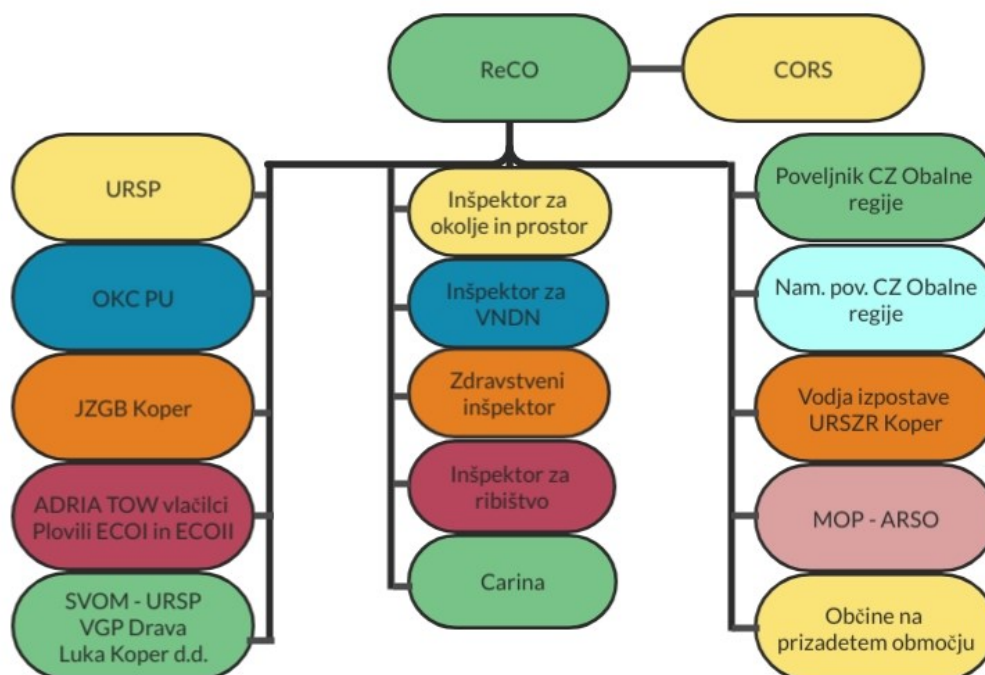 ReCO
CORS
URSP
OKC PU
JZGB Koper
ADRIA TOW vlačilci
Plovili ECOI in ECOII
SVOM - URSP
VGP Drava
Luka Koper d.d.
Inšpektor za
okolje in prostor
Inšpektor za
VNDN
Zdravstveni
inšpektor
Inšpektor za
ribištvo
Carina
Poveljnik CZ Obalne
regije
Nam. pov. CZ Obalne
regije
Vodja izpostave
URSZR Koper
MOP - ARSO
Občine na
prizadetem območju